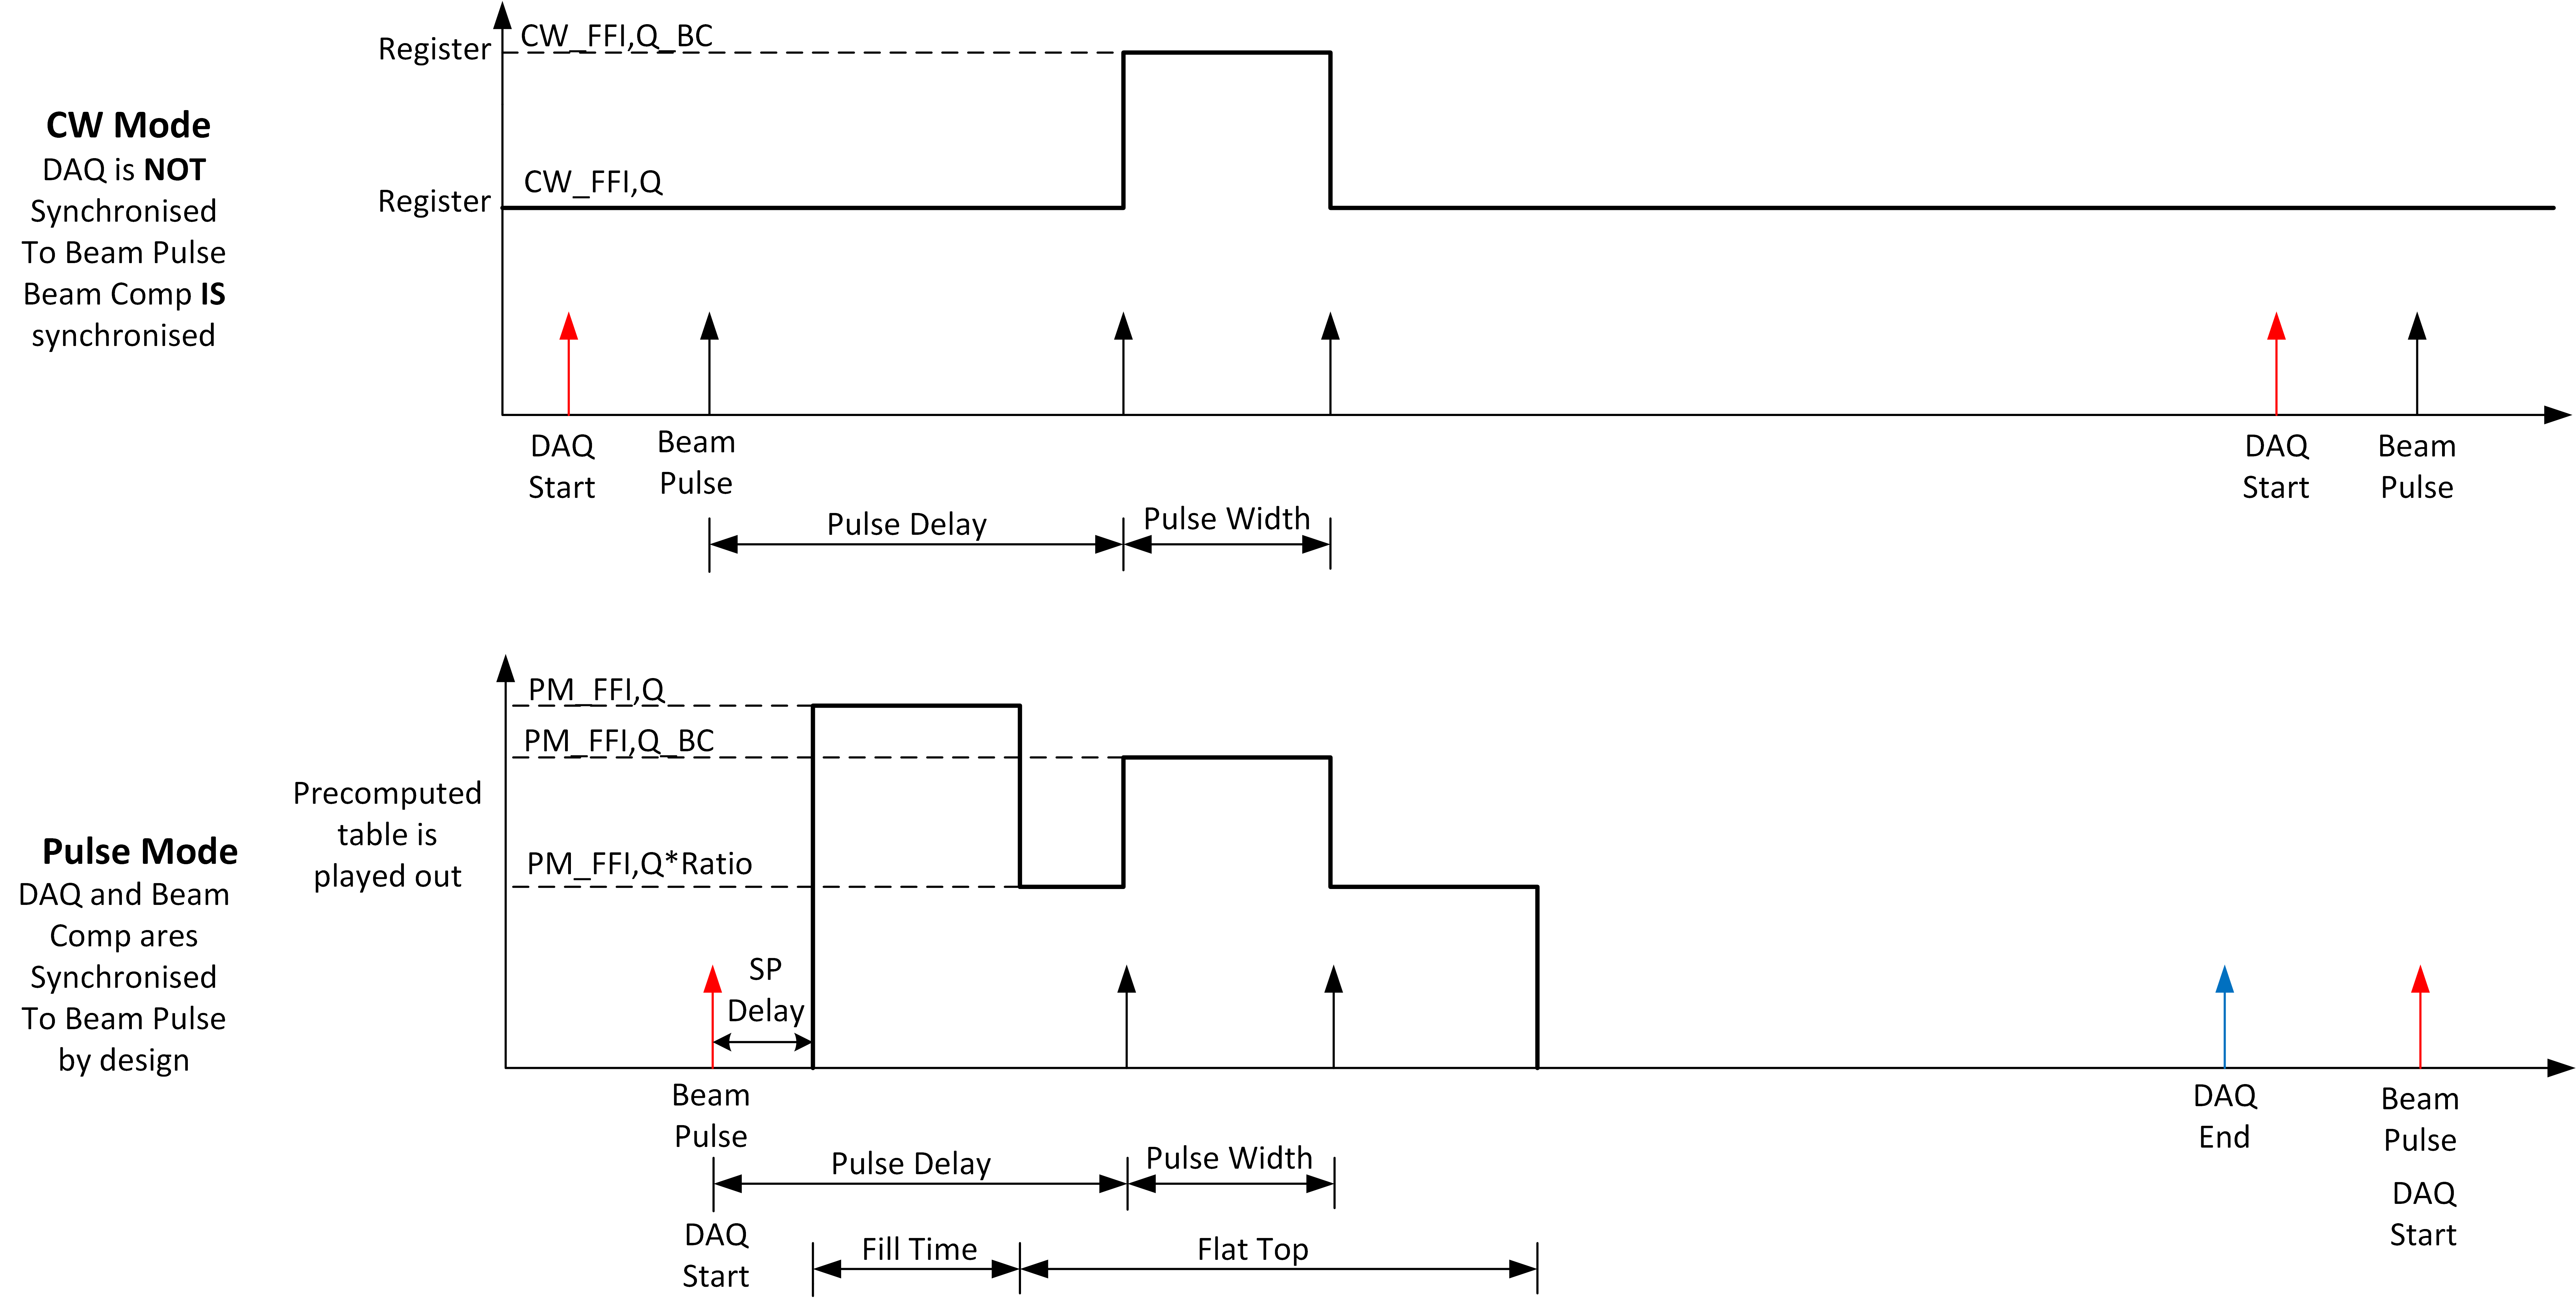 Register
CW_FFI,Q_BC
CW Mode
DAQ is NOT
Synchronised
To Beam Pulse
Beam Comp IS
synchronised
Register
CW_FFI,Q
DAQ
Start
Beam
Pulse
DAQ
Start
Beam
Pulse
Pulse Delay
Pulse Width
PM_FFI,Q
PM_FFI,Q_BC
Precomputed
table is
played out
PM_FFI,Q*Ratio
Pulse Mode
DAQ and Beam
Comp ares
Synchronised
To Beam Pulse
by design
SP
Delay
Beam
Pulse
DAQ
End
Beam
Pulse
Pulse Delay
Pulse Width
DAQ
Start
DAQ
Start
Fill Time
Flat Top